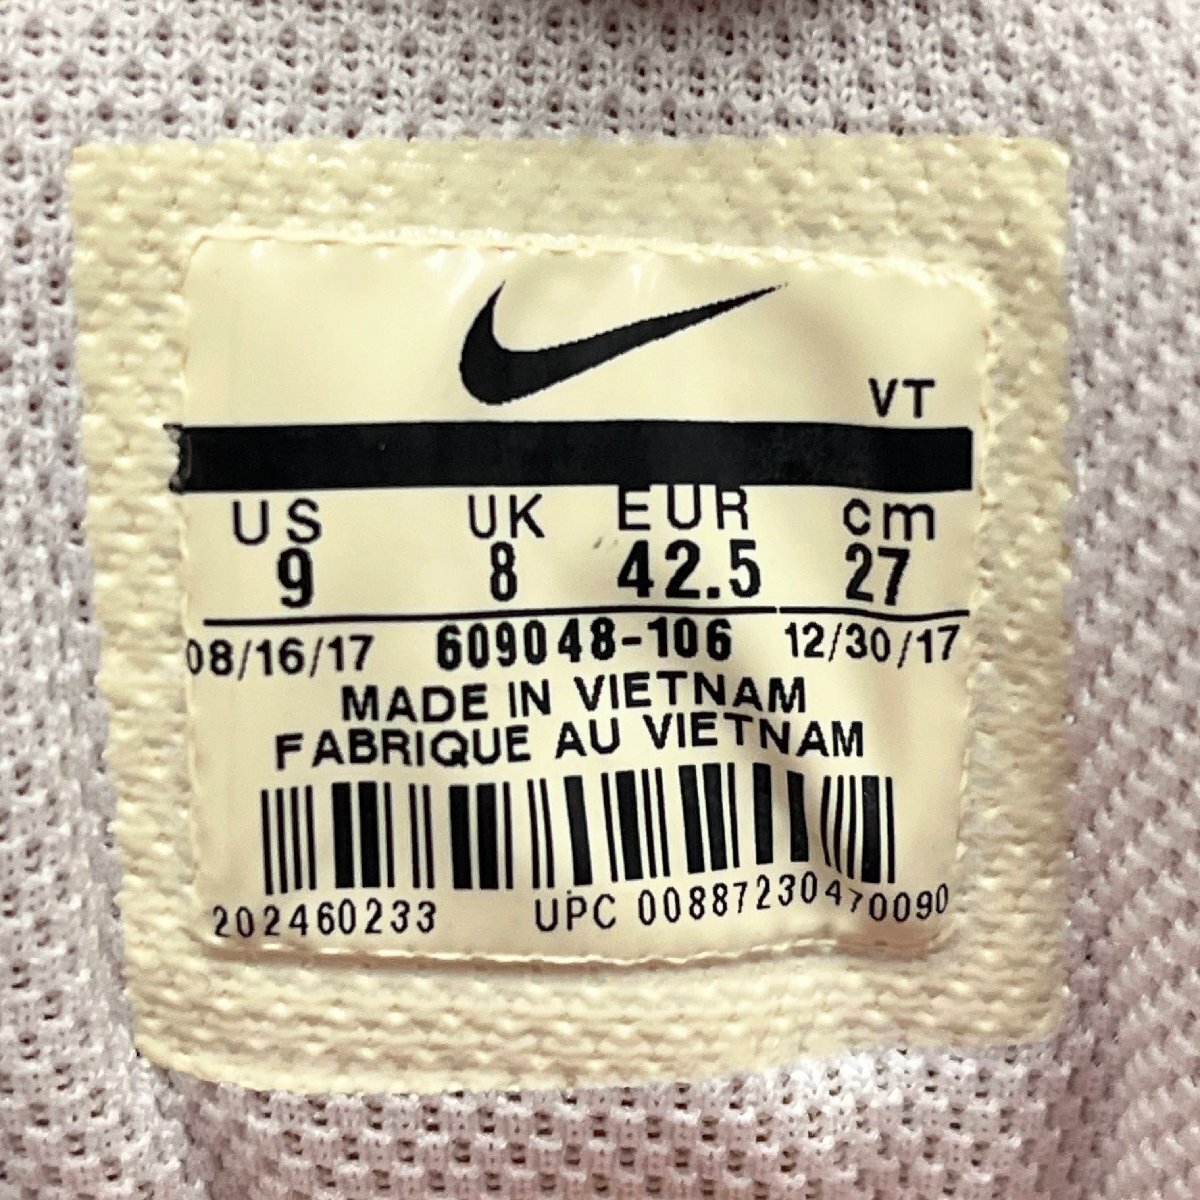 VT
US UK EUR cm
9 8 42.5 27
08/16/17 609048-106 12/30/17
MADE IN VIETNAM
FABRIQUE AU VIETNAM
202460233 UPC 00887230470090